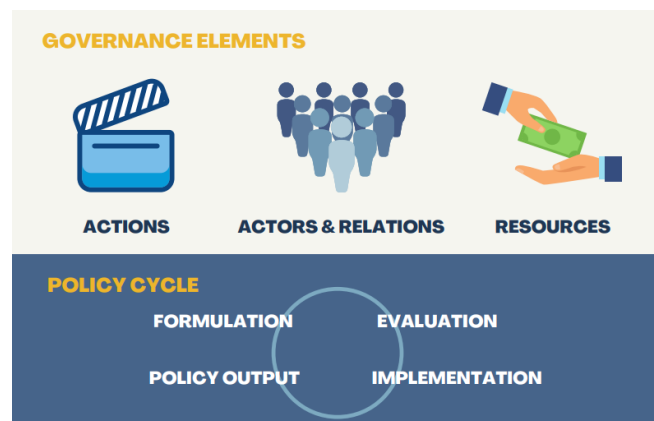 GOVERNANCE ELEMENTS
ACTIONS
ACTORS & RELATIONS
RESOURCES
POLICY CYCLE
FORMULATION
EVALUATION
POLICY OUTPUT
IMPLEMENTATION